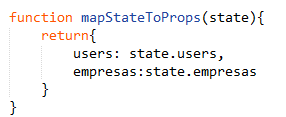 function mapStateToProps(state){
    return{
        users: state.users,
        empresas:state.empresas
    }
}